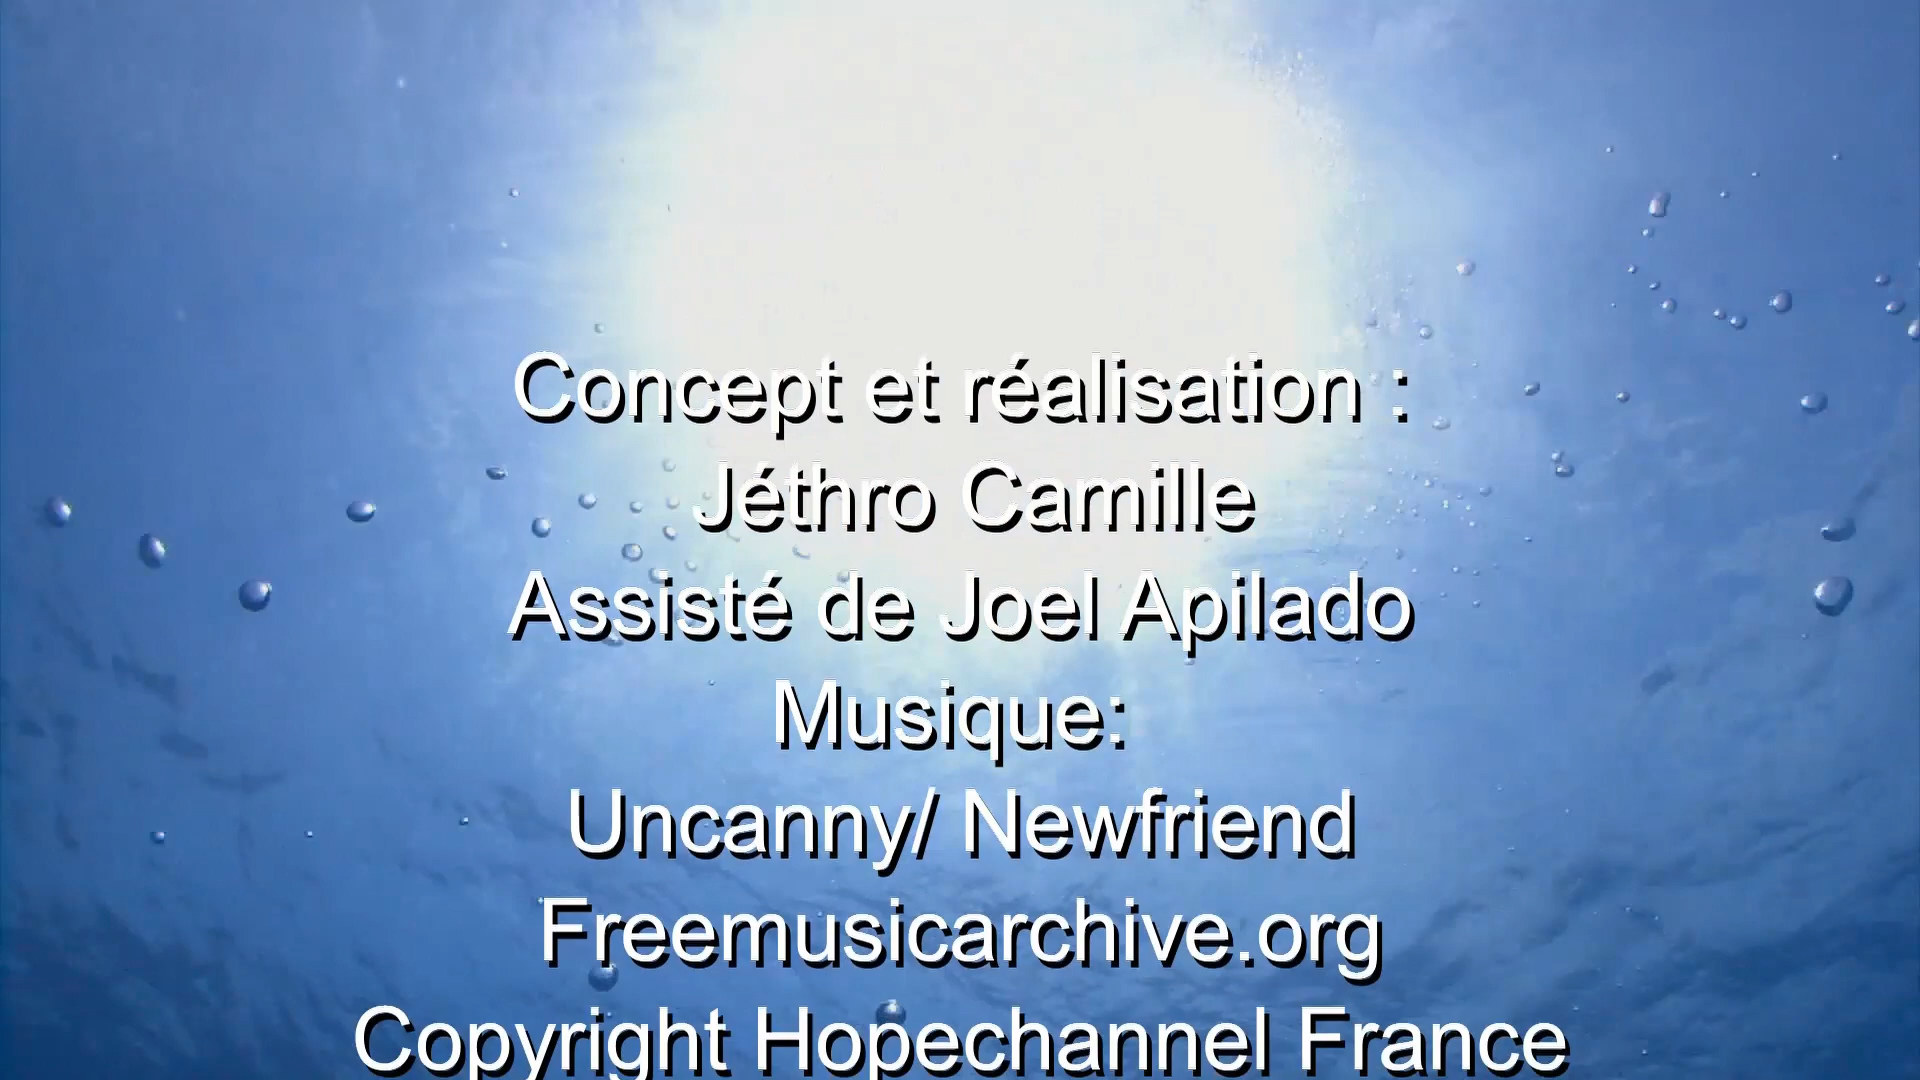 Concept et réalisation :
Jéthro Camille
Assisté de Joel Apilado
Musique:
Uncanny/ Newfriend
Freemusicarchive.org
Copyright Hopechannel France